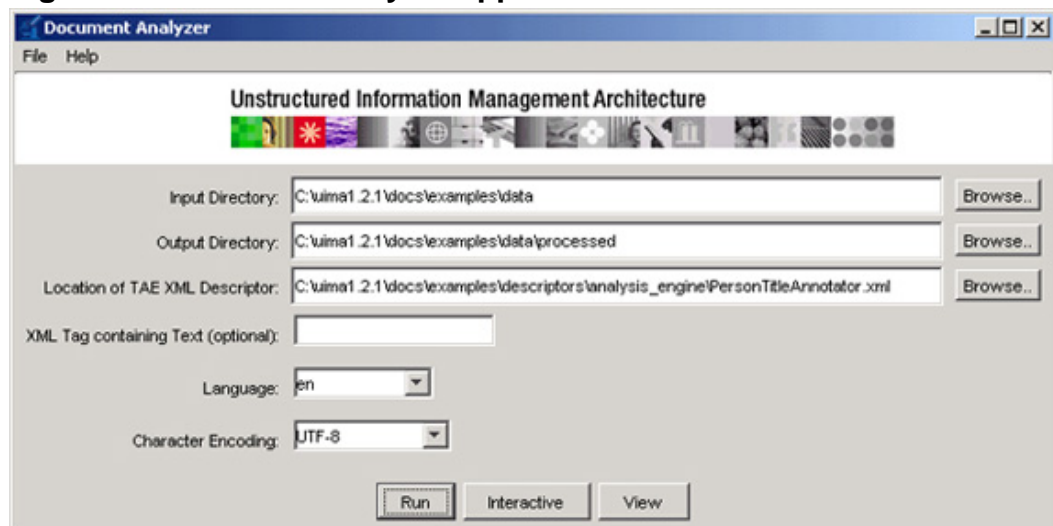 Document Analyzer
File Help
Unstructured Information Management Architecture
Input Directory: C:\uima1.2.1\docs\examples\data Browse..
Output Directory: C:\uima1.2.1\docs\examples\data\processed Browse..
Location of TAE XML Descriptor: C:\uima1.2.1\docs\examples\descriptors\analysis_engine\PersonTitleAnnotator.xml Browse..
XML Tag containing Text (optional):
Language: en
Character Encoding: UTF-8
Run Interactive View